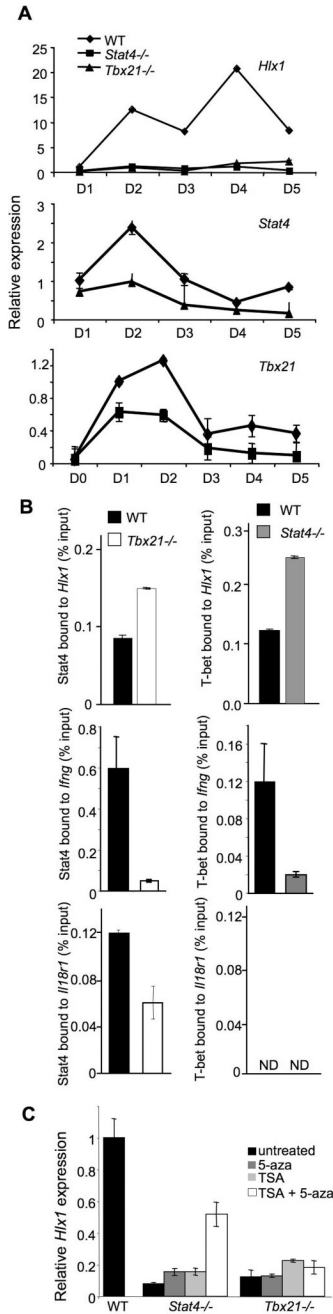 A
WT
Stat4-/-
Tbx21-/-
Hlx1
25
20
15
10
5
0
D1 D2 D3 D4 D5
Relative expression
Stat4
3
2
1
0
D1 D2 D3 D4 D5
Tbx21
1.2
0.8
0.4
0
D0 D1 D2 D3 D4 D5
B
WT
Tbx21-/-
Stat4 bound to Hlx1 (% input)
0.2
0.1
0
WT
Stat4-/-
T-bet bound to Hlx1 (% input)
0.3
0.2
0.1
0.0
Stat4 bound to Ifng (% input)
0.8
0.6
0.4
0.2
0
T-bet bound to Ifng (% input)
0.16
0.12
0.08
0.04
0
Stat4 bound to Il18r1 (% input)
0.12
0.08
0.04
0
T-bet bound to Il18r1 (% input)
0.12
0.08
0.04
0
ND ND
C
Relative Hlx1 expression
1
0.8
0.6
0.4
0.2
0
untreated
5-aza
TSA
TSA + 5-aza
WT Stat4-/- Tbx21-/-